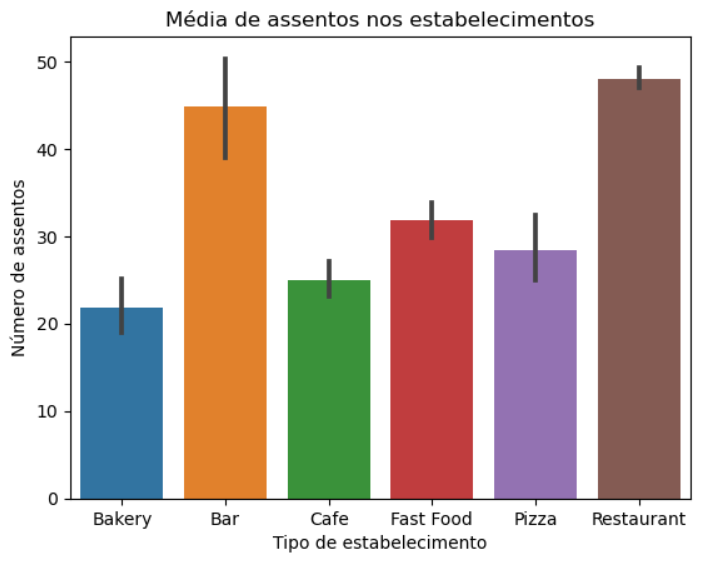 Média de assentos nos estabelecimentos
Número de assentos
50
40
30
20
10
0
Bakery Bar Cafe Fast Food Pizza Restaurant
Tipo de estabelecimento